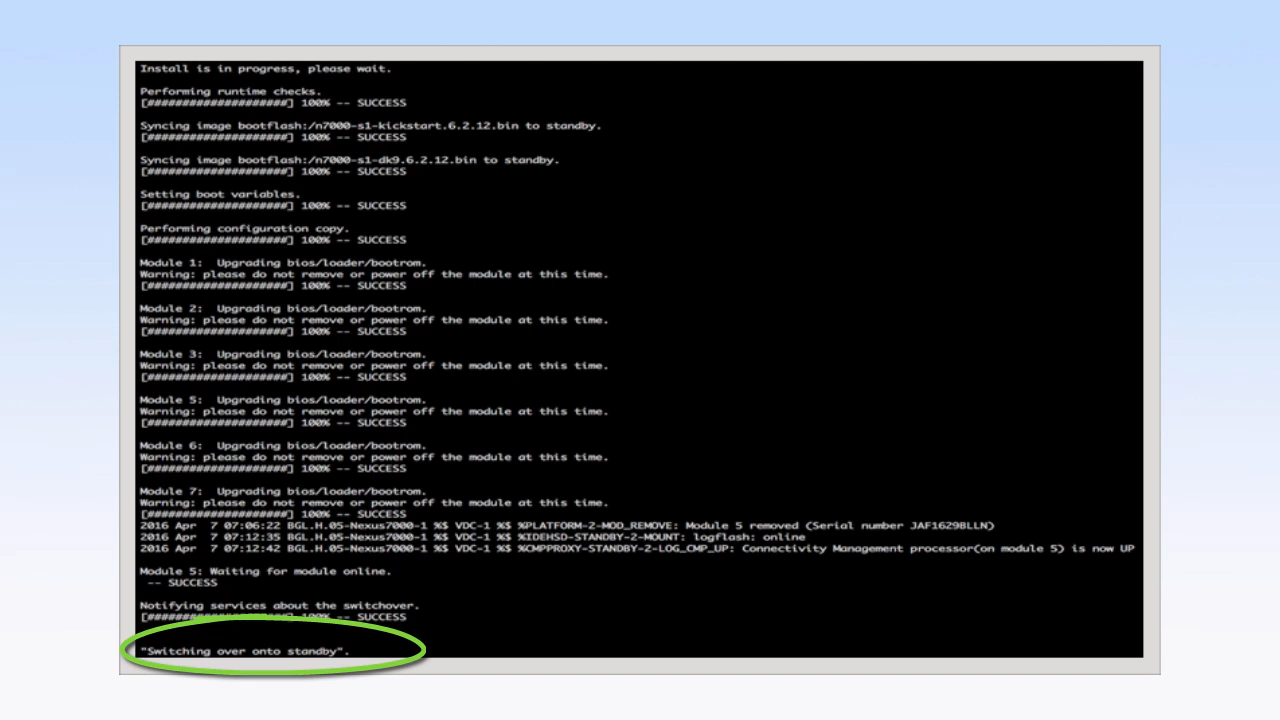 Install is in progress, please wait.
Performing runtime checks.
[####################] 100% -- SUCCESS
Syncing image bootflash:/n7000-s1-kickstart.6.2.12.bin to standby.
[####################] 100% -- SUCCESS
Syncing image bootflash:/n7000-s1-dk9.6.2.12.bin to standby.
[####################] 100% -- SUCCESS
Setting boot variables.
[####################] 100% -- SUCCESS
Performing configuration copy.
[####################] 100% -- SUCCESS
Module 1:  Upgrading bios/loader/bootrom.
Warning: please do not remove or power off the module at this time.
[####################] 100% -- SUCCESS
Module 2:  Upgrading bios/loader/bootrom.
Warning: please do not remove or power off the module at this time.
[####################] 100% -- SUCCESS
Module 3:  Upgrading bios/loader/bootrom.
Warning: please do not remove or power off the module at this time.
[####################] 100% -- SUCCESS
Module 5:  Upgrading bios/loader/bootrom.
Warning: please do not remove or power off the module at this time.
[####################] 100% -- SUCCESS
Module 6:  Upgrading bios/loader/bootrom.
Warning: please do not remove or power off the module at this time.
[####################] 100% -- SUCCESS
Module 7:  Upgrading bios/loader/bootrom.
Warning: please do not remove or power off the module at this time.
[####################] 100% -- SUCCESS
2016 Apr  7 07:06:22 BGL.H.05-Nexus7000-1 %$ VDC-1 %$ %PLATFORM-2-MOD_REMOVE: Module 5 removed (Serial number JAF1629BLLN)
2016 Apr  7 07:12:35 BGL.H.05-Nexus7000-1 %$ VDC-1 %$ %IDEHSD-STANDBY-2-MOUNT: logflash: online
2016 Apr  7 07:12:42 BGL.H.05-Nexus7000-1 %$ VDC-1 %$ %CMPPROXY-STANDBY-2-LOG_CMP_UP: Connectivity Management processor(on module 5) is now UP
Module 5: Waiting for module online.
-- SUCCESS
Notifying services about the switchover.
[####################] 100% -- SUCCESS
"Switching over onto standby".